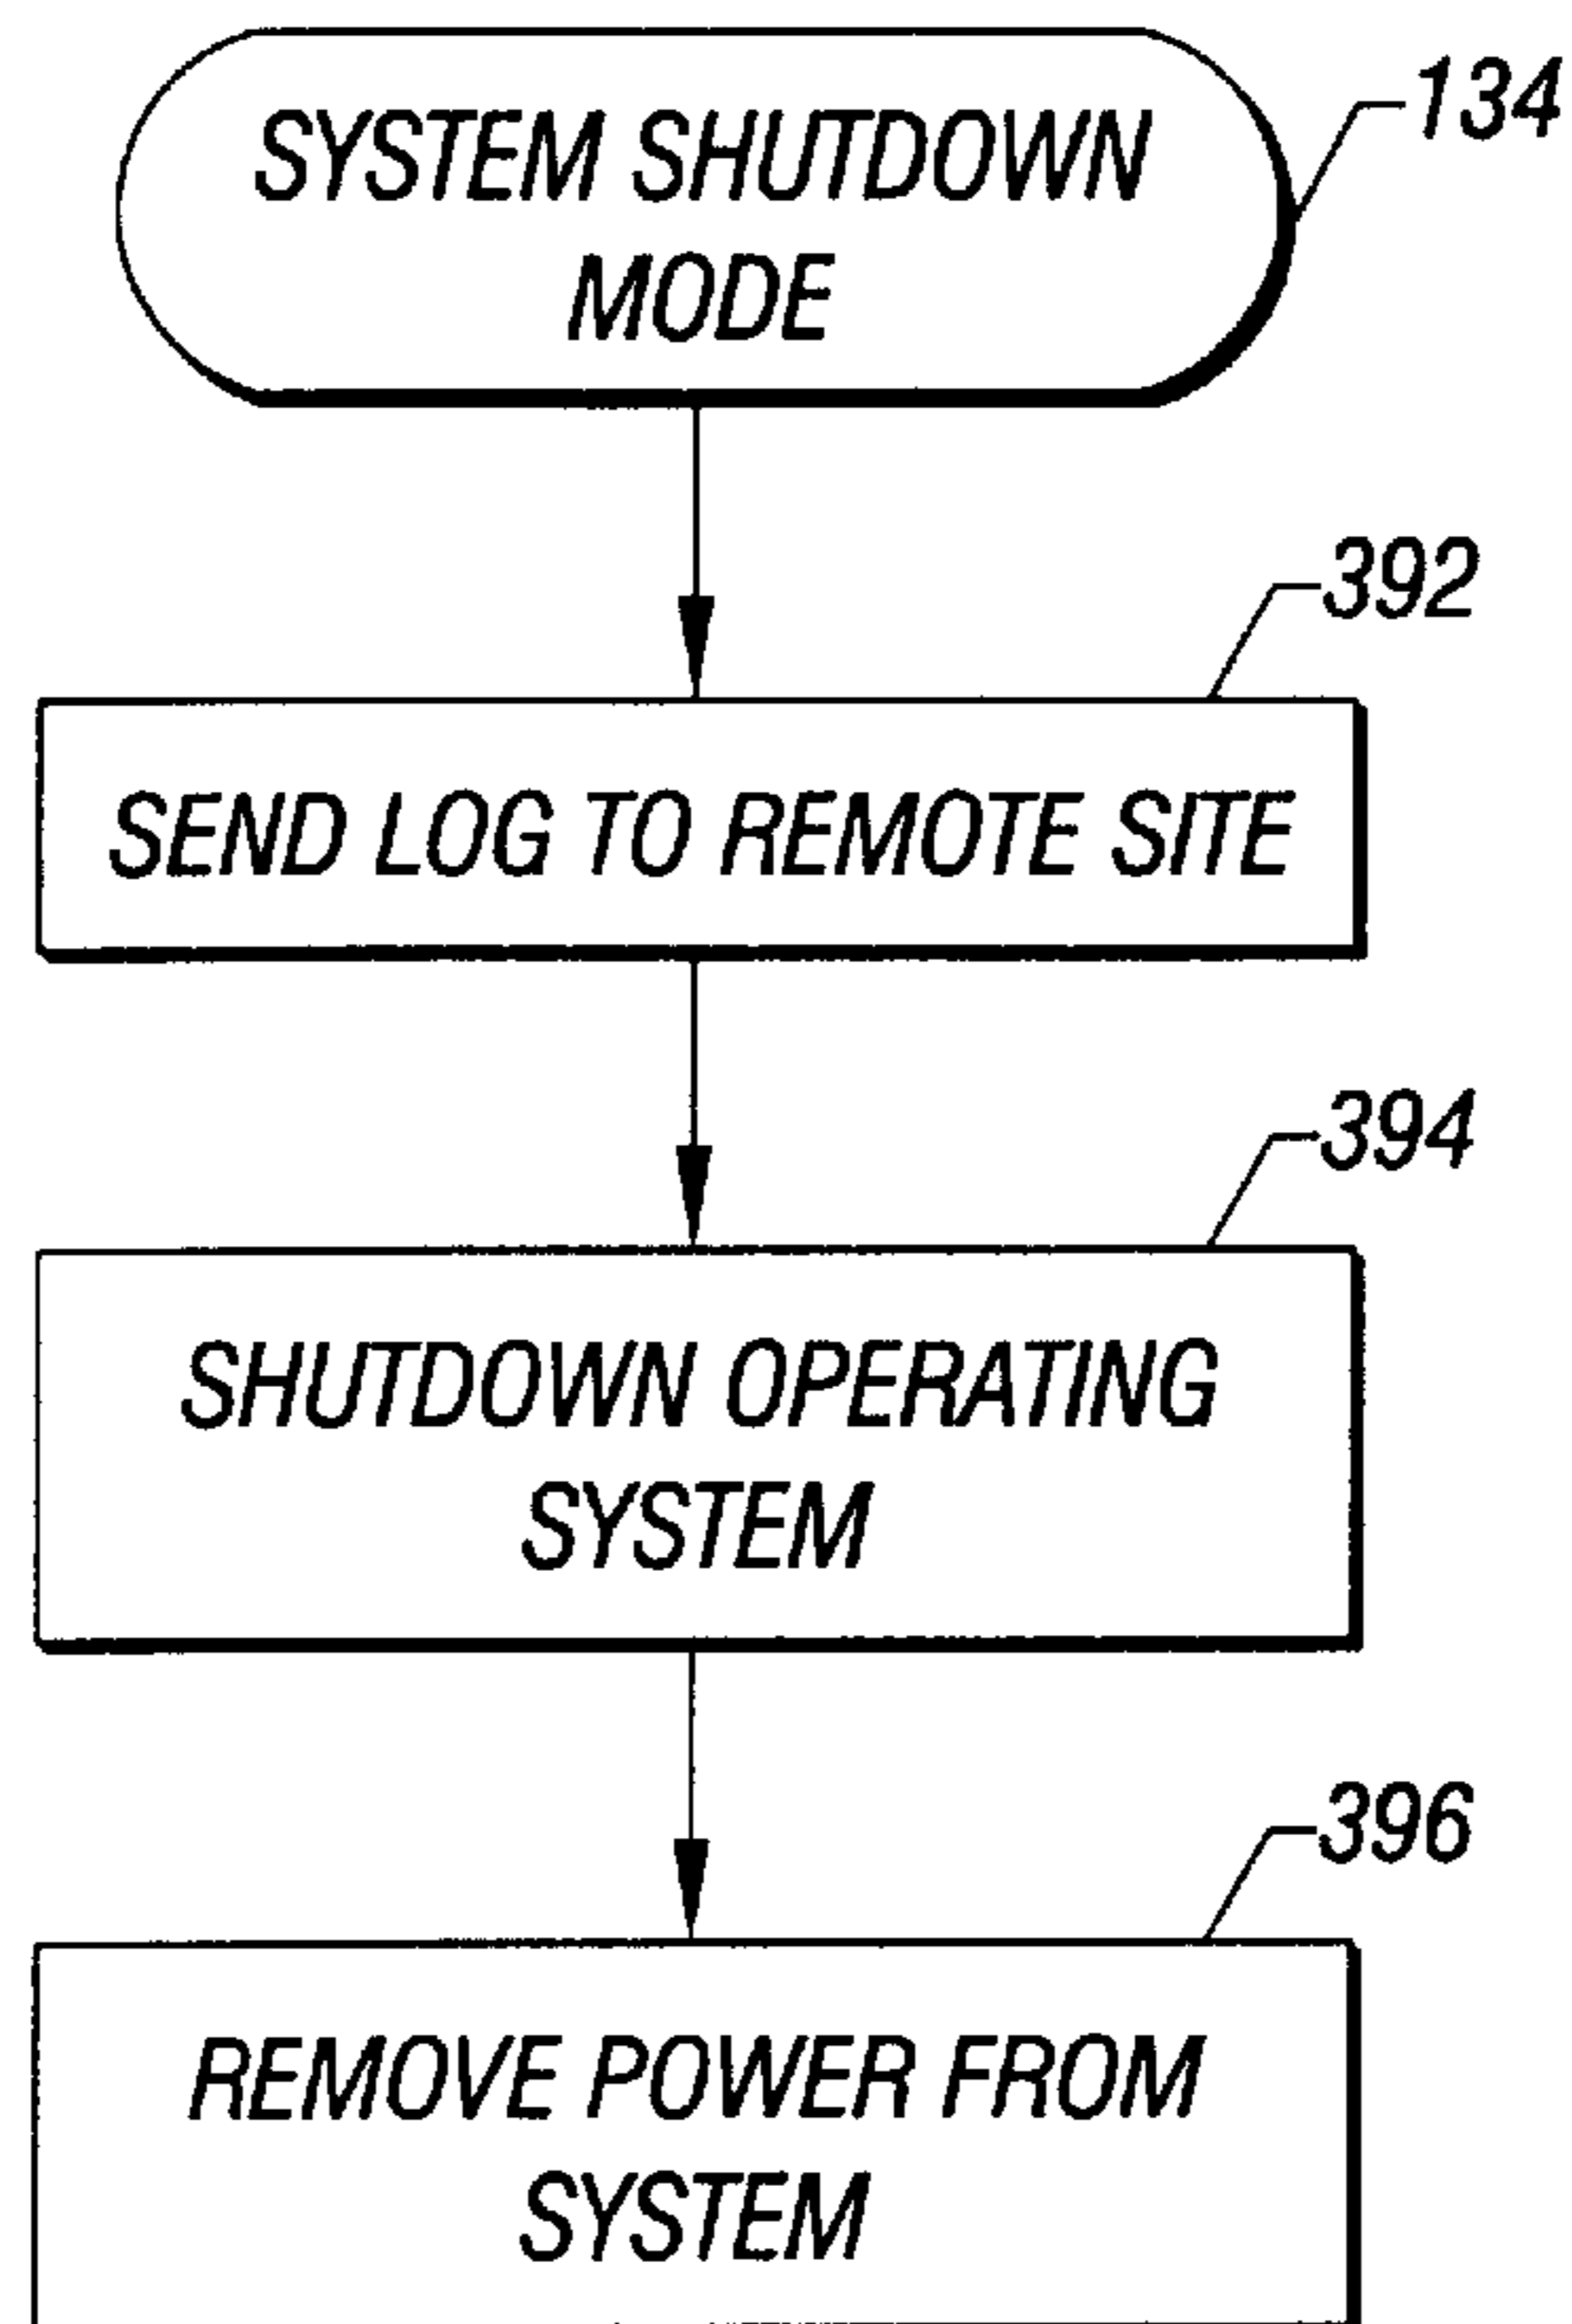 SYSTEM SHUTDOWN
MODE
134
392
SEND LOG TO REMOTE SITE
394
SHUTDOWN OPERATING
SYSTEM
396
REMOVE POWER FROM
SYSTEM